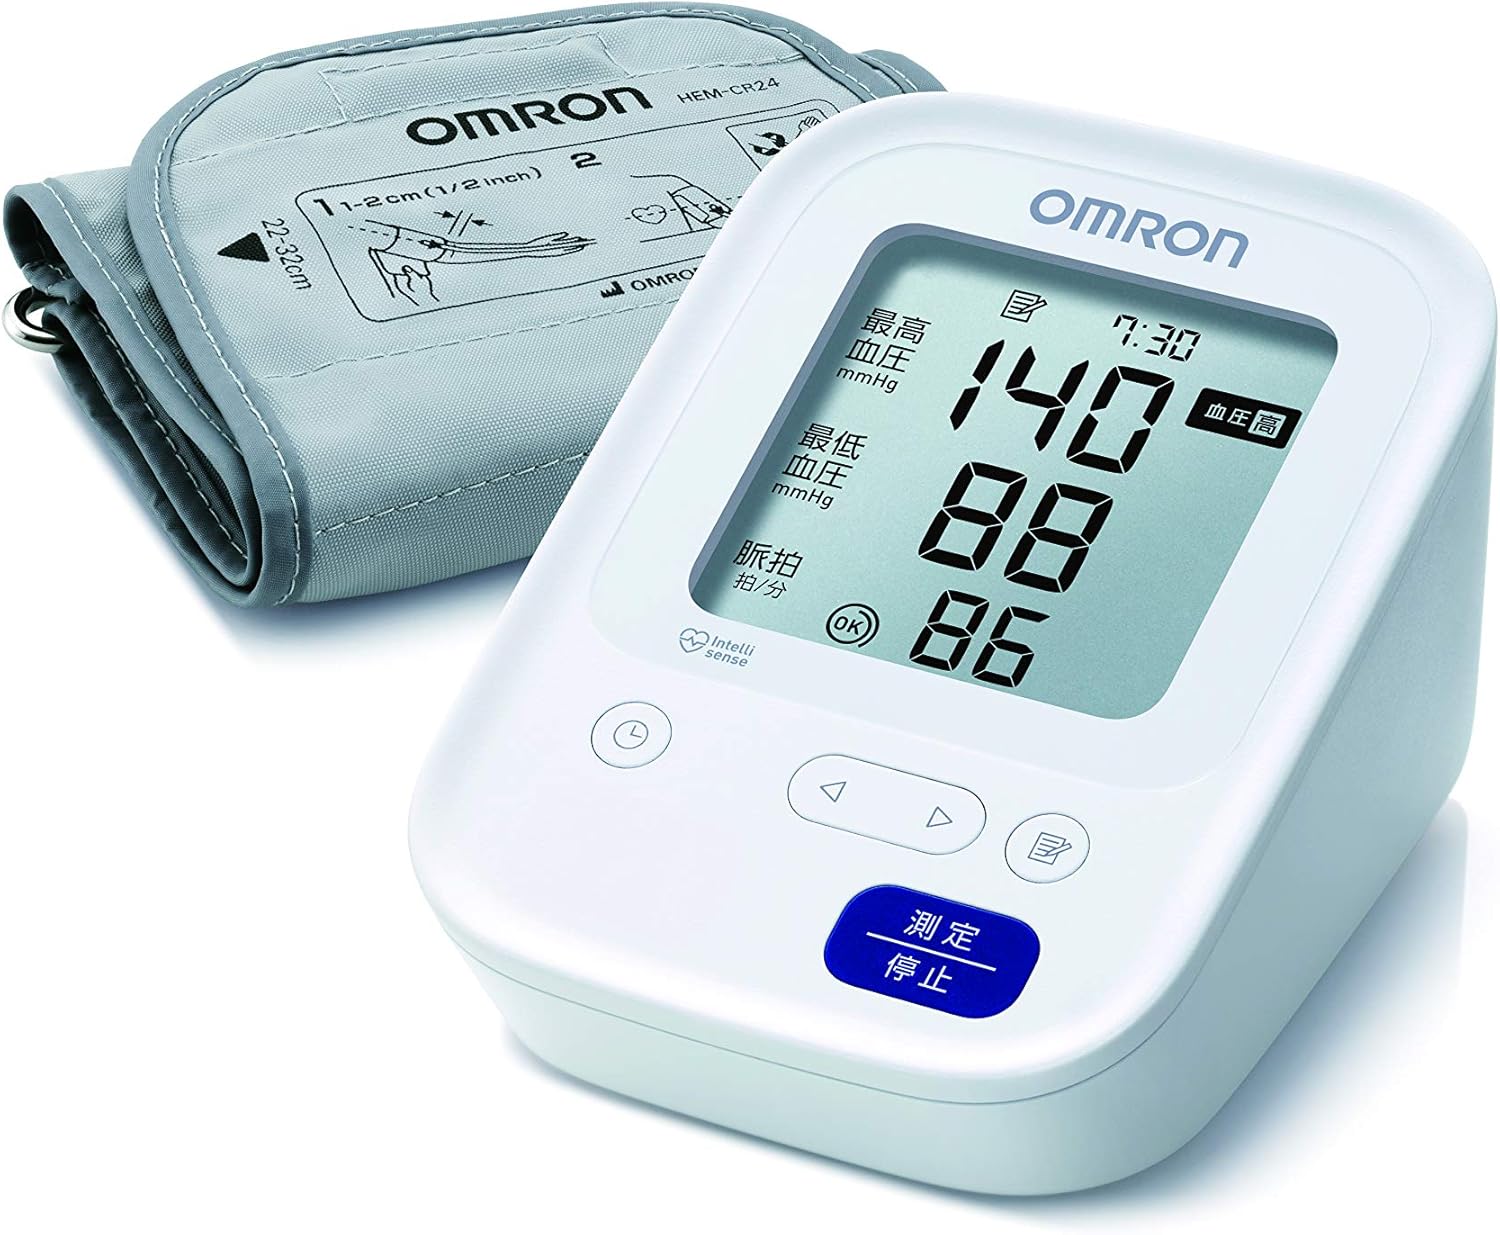 OMRON HEM-CR24
1 1-2cm(1/2inch) 2
22-32cm
OMRON
OMRON
7:30
最高
血圧
mmHg
140
血圧高
最低
血圧
mmHg
88
脈拍
拍/分
OK
86
Intelli
sense
測定
停止